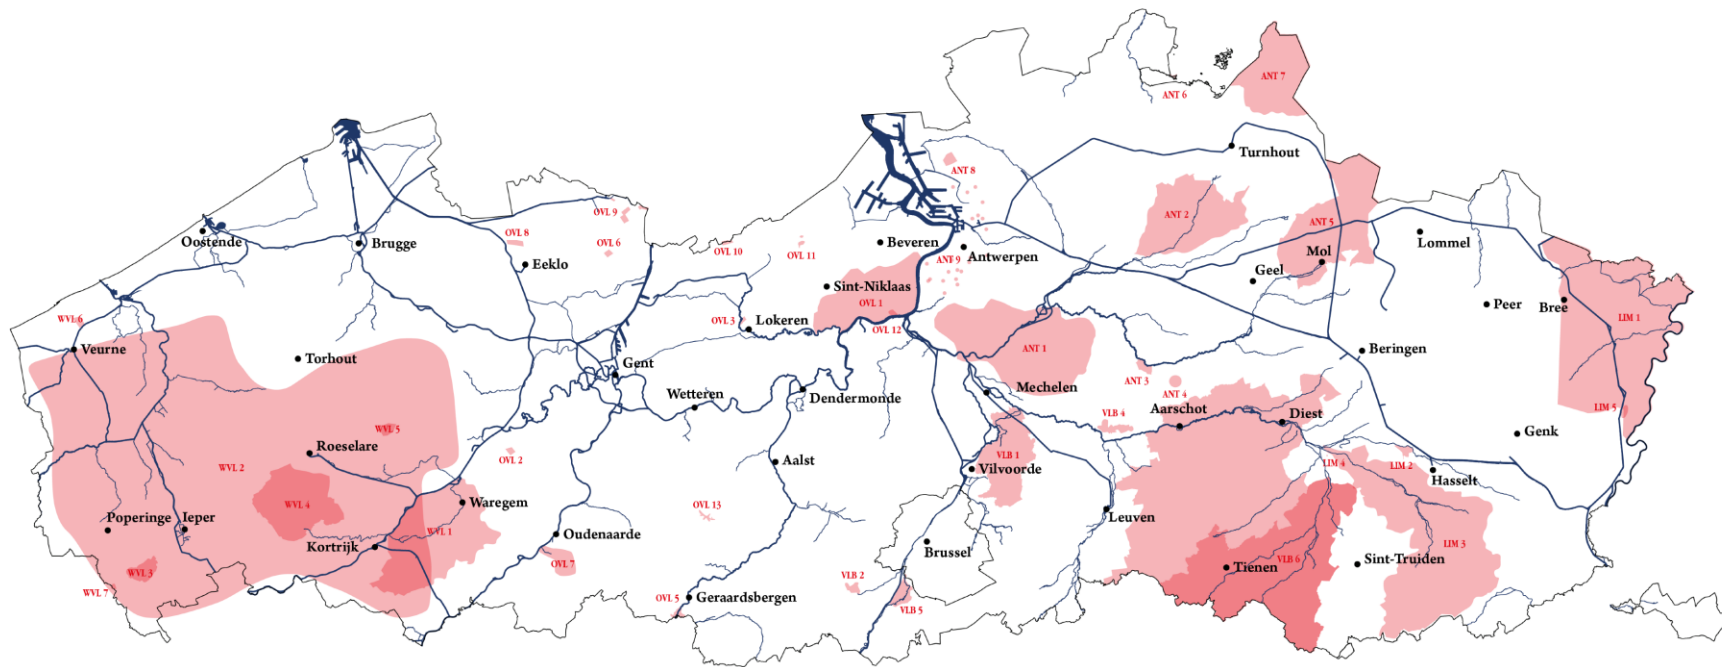 ANT 7
ANT 6
Turnhout
ANT 8
OVL 9
ANT 2
ANT 5
OVL 8
OVL 6
Oostende
Brugge
OVL 10
OVL 11
Beveren
Antwerpen
Lommel
Eeklo
ANT 9
Mol
Geel
Sint-Niklaas
OVL 1
Peer
Bree
LIM 1
WVL 6
OVL 3
Lokeren
OVL 12
Veurne
Torhout
ANT 1
Beringen
Gent
ANT 3
Mechelen
ANT 4
Wetteren
Dendermonde
Aarschot
VLB 4
Diest
LIM 5
WVL 5
Genk
Roeselare
OVL 2
VLB 1
WVL 2
Aalst
Vilvoorde
LIM 4
LIM 2
Hasselt
WVL 4
Waregem
OVL 13
Poperinge
Ieper
Leuven
WVL 1
Oudenaarde
Kortrijk
Brussel
LIM 3
OVL 7
VLB 6
Sint-Truiden
WVL 3
Tienen
VLB 2
WVL 7
OVL 5
Geraardsbergen
VLB 5